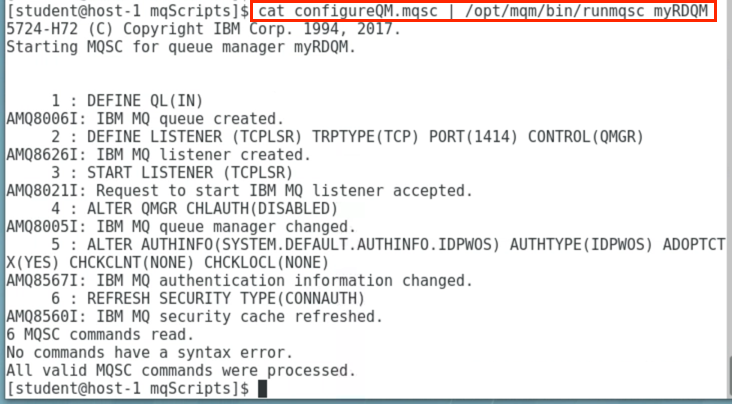 [student@host-1 mqScripts]$ cat configureQM.mqsc | /opt/mqm/bin/runmqsc myRDQM
5724-H72 (C) Copyright IBM Corp. 1994, 2017.
Starting MQSC for queue manager myRDQM.
1 : DEFINE QL(IN)
AMQ8006I: IBM MQ queue created.
2 : DEFINE LISTENER (TCPLSR) TRPTYPE(TCP) PORT(1414) CONTROL(QMGR)
AMQ8626I: IBM MQ listener created.
3 : START LISTENER (TCPLSR)
AMQ8021I: Request to start IBM MQ listener accepted.
4 : ALTER QMGR CHLAUTH(DISABLED)
AMQ8005I: IBM MQ queue manager changed.
5 : ALTER AUTHINFO(SYSTEM.DEFAULT.AUTHINFO.IDPWOS) AUTHTYPE(IDPWOS) ADOPTCT
X(YES) CHCKCLNT(NONE) CHCKLOCL(NONE)
AMQ8567I: IBM MQ authentication information changed.
6 : REFRESH SECURITY TYPE(CONNAUTH)
AMQ8560I: IBM MQ security cache refreshed.
6 MQSC commands read.
No commands have a syntax error.
All valid MQSC commands were processed.
[student@host-1 mqScripts]$